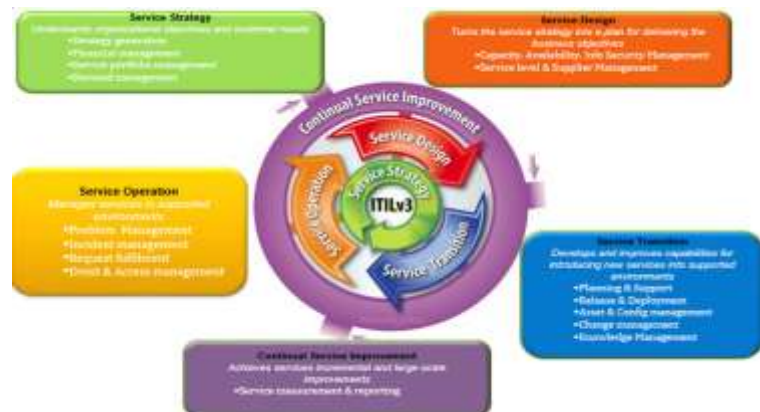 Service Strategy
Understands organisational objectives and customer needs
•Strategy generation
•Financial management
•Service portfolio management
•Demand management
Service Design
Turns the service strategy into a plan for delivering the
business objectives
•Capacity, Availability, Info Security Management
•Service level & Supplier Management
Continual Service Improvement
Service Design
Service Strategy
ITILv3
Service Operation
Service Transition
Service Operation
Manages services in supported
environments
•Problem Management
•Incident management
•Request fulfilment
•Event & Access management
Service Transition
Develops and improves capabilities for
introducing new services into supported
environments
•Planning & Support
•Release & Deployment
•Asset & Config management
•Change management
•Knowledge Management
Continual Service Improvement
Achieves services incremental and large-scale
improvements
•Service measurement & reporting